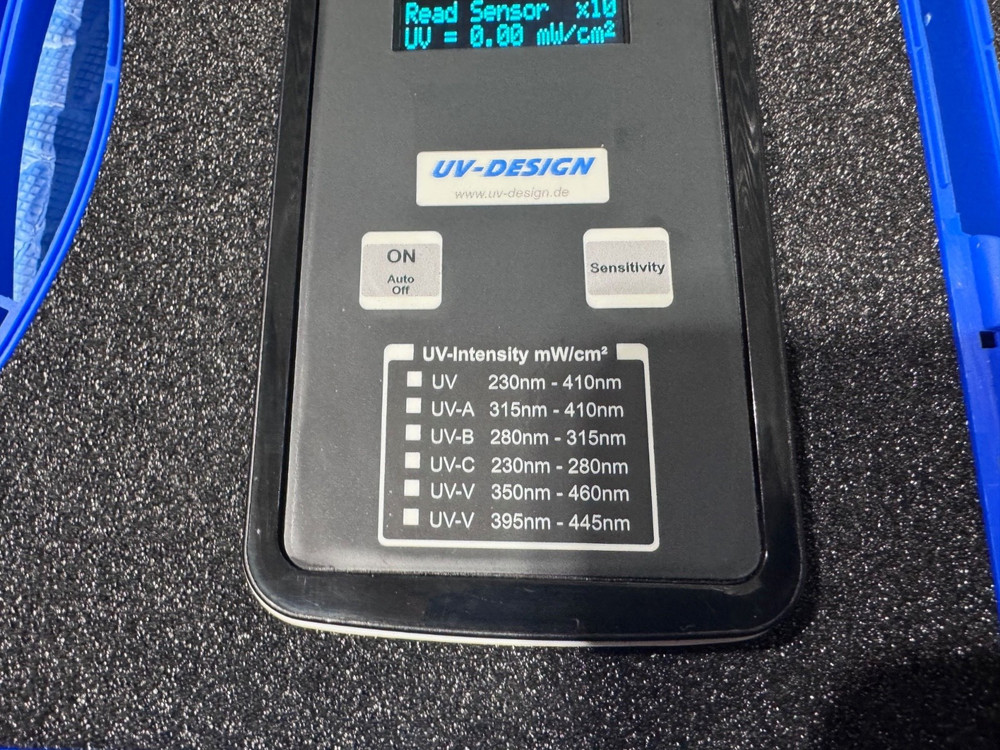 Read Sensor x10
UV = 0.00 mW/cm²
UV-DESIGN
www.uv-design.de
ON
Auto
Off
Sensitivity
UV-Intensity mW/cm²
UV 230nm - 410nm
UV-A 315nm - 410nm
UV-B 280nm - 315nm
UV-C 230nm - 280nm
UV-V 350nm - 460nm
UV-V 395nm - 445nm